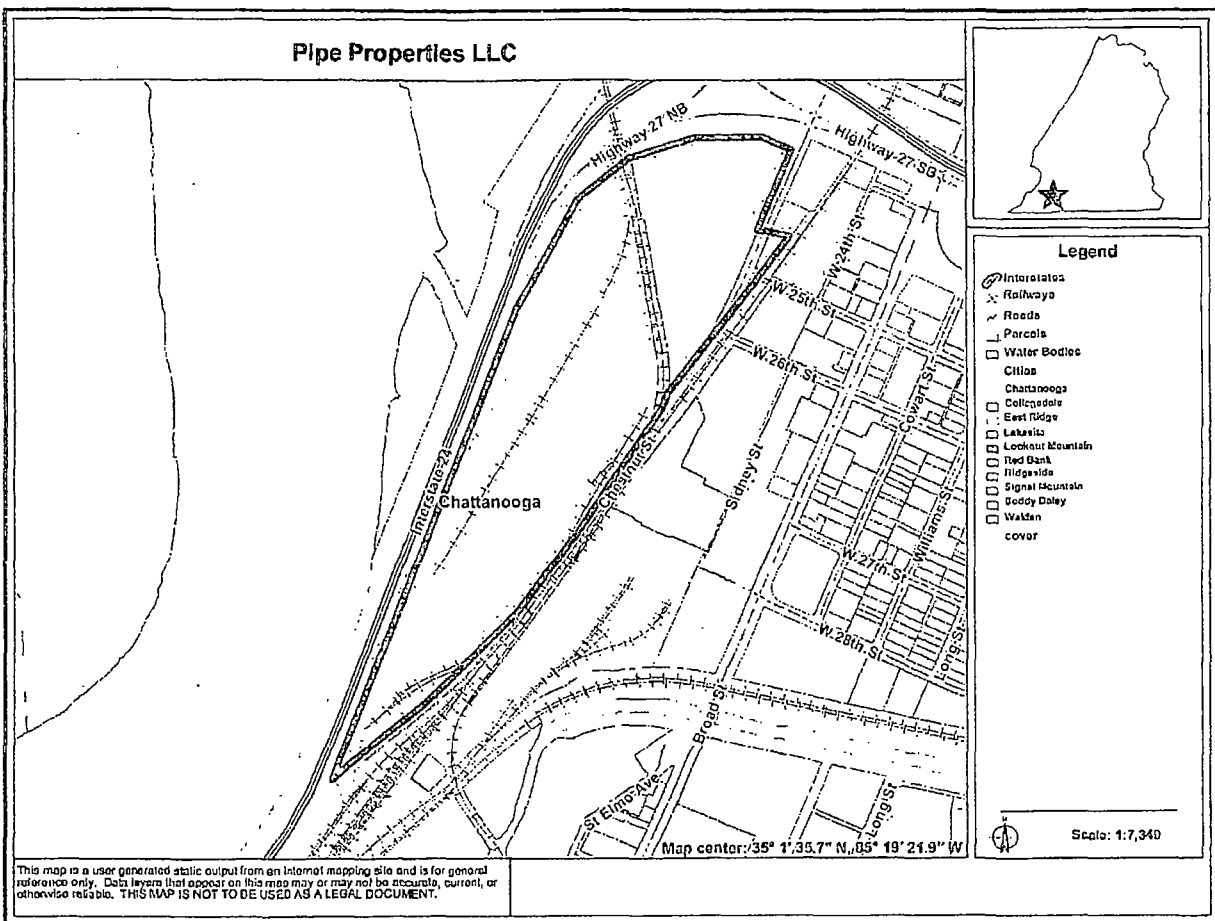 Pipe Properties LLC
Highway 27 NB
Highway 27 SB
W 24th St
W 25th St
W 26th St
Cowart St
Chestnut St
Sidney St
Interstate 24
Chattanooga
Williams St
W 27th St
W 28th St
Long St
Broad St
St Elmo Ave
Long St
Map center: 35° 1' 35.7" N, 85° 19' 21.9" W
Legend
Interstates
Railways
Roads
Parcels
Water Bodies
Cities
Chattanooga
Collegedale
East Ridge
Lakesite
Lookout Mountain
Red Bank
Ridgeside
Signal Mountain
Soddy Daisy
Walden
cover
Scale: 1:7,340
This map is a user generated static output from an Internet mapping site and is for general
reference only. Data layers that appear on this map may or may not be accurate, current, or
otherwise reliable. THIS MAP IS NOT TO BE USED AS A LEGAL DOCUMENT.